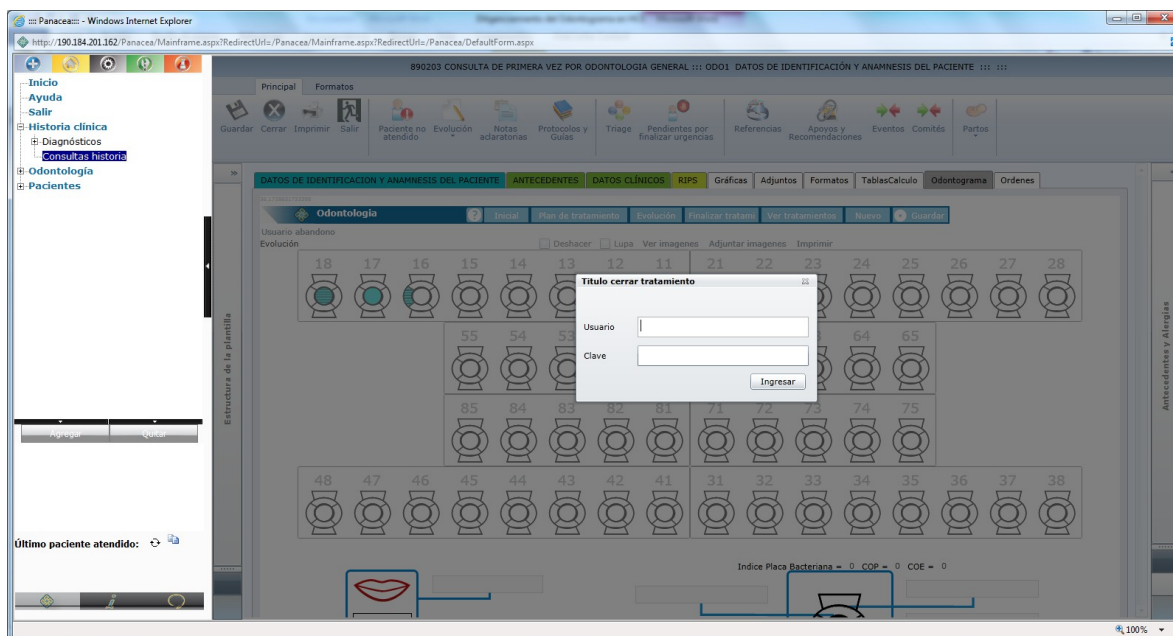 :::: Panacea:::: - Windows Internet Explorer
http://190.184.201.162/Panacea/Mainframe.aspx?RedirectUrl=/Panacea/Mainframe.aspx?RedirectUrl=/Panacea/DefaultForm.aspx
Inicio
Ayuda
Salir
Historia clínica
Diagnósticos
Consultas historia
Odontología
Pacientes
Agregar Quitar
Último paciente atendido:
890203 CONSULTA DE PRIMERA VEZ POR ODONTOLOGIA GENERAL ::: ODO1 DATOS DE IDENTIFICACIÓN Y ANAMNESIS DEL PACIENTE ::: :::
Principal Formatos
Guardar Cerrar Imprimir Salir Paciente no atendido Evolución Notas aclaratorias Protocolos y Guías Triage Pendientes por finalizar urgencias Referencias Apoyos y Recomendaciones Eventos Comités Partos
DATOS DE IDENTIFICACION Y ANAMNESIS DEL PACIENTE ANTECEDENTES DATOS CLÍNICOS RIPS Gráficas Adjuntos Formatos TablasCalculo Odontograma Ordenes
Odontologia ? Inicial Plan de tratamiento Evolución Finalizar tratami Ver tratamientos Nuevo Guardar
Usuario abandono
Evolución Deshacer Lupa Ver imagenes Adjuntar imagenes Imprimir
18 17 16 15 14 13 12 11 21 22 23 24 25 26 27 28
Titulo cerrar tratamiento
Usuario
Clave
Ingresar
55 54 53 64 65
85 84 83 82 81 71 72 73 74 75
48 47 46 45 44 43 42 41 31 32 33 34 35 36 37 38
Indice Placa Bacteriana = 0 COP = 0 COE = 0
Estructura de la plantilla
Antecedentes y Alergias
100%